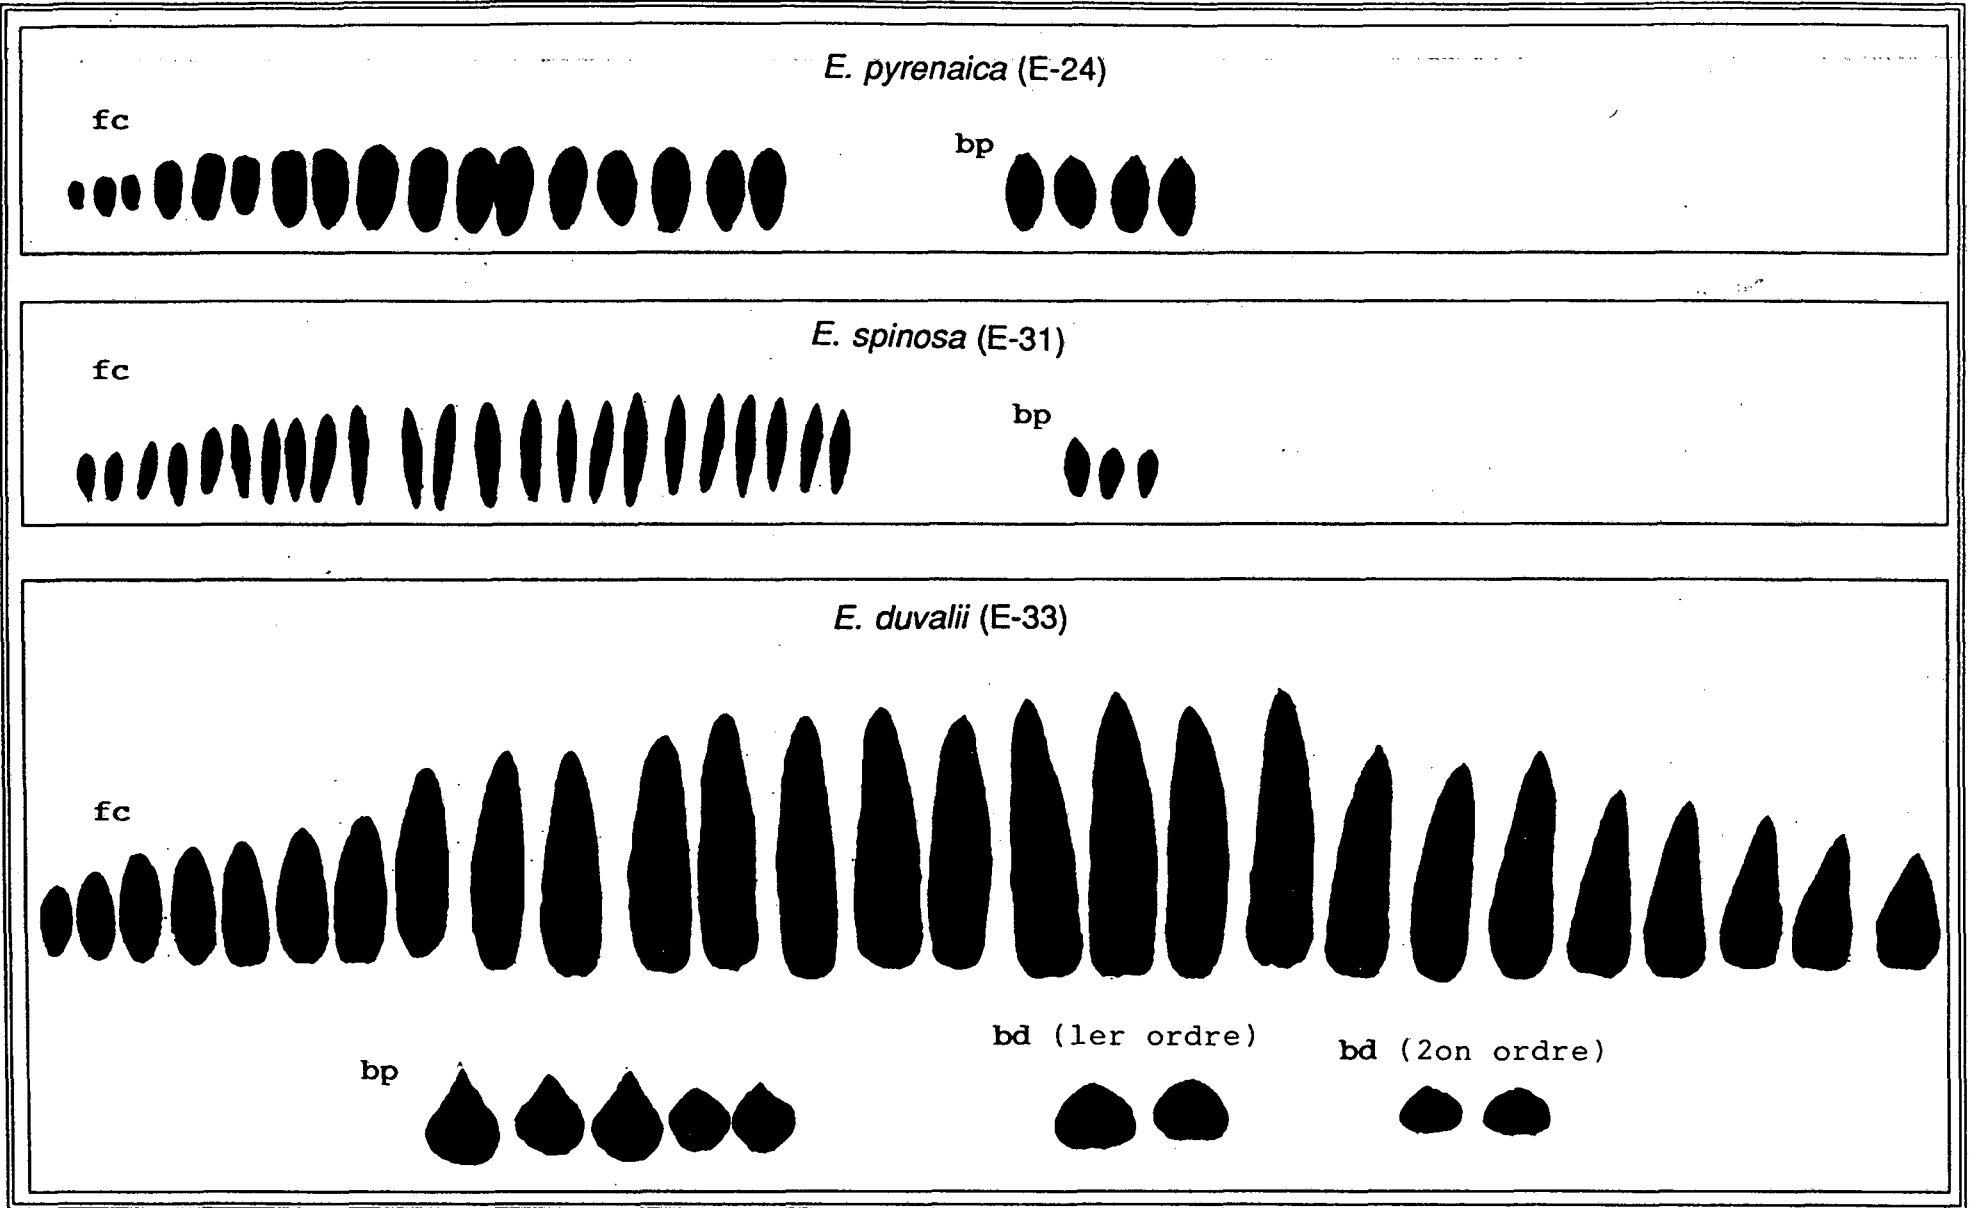 E. pyrenaica (E-24)
fc
bp
E. spinosa (E-31)
fc
bp
E. duvalii (E-33)
fc
bd (1er ordre)
bd (2on ordre)
bp